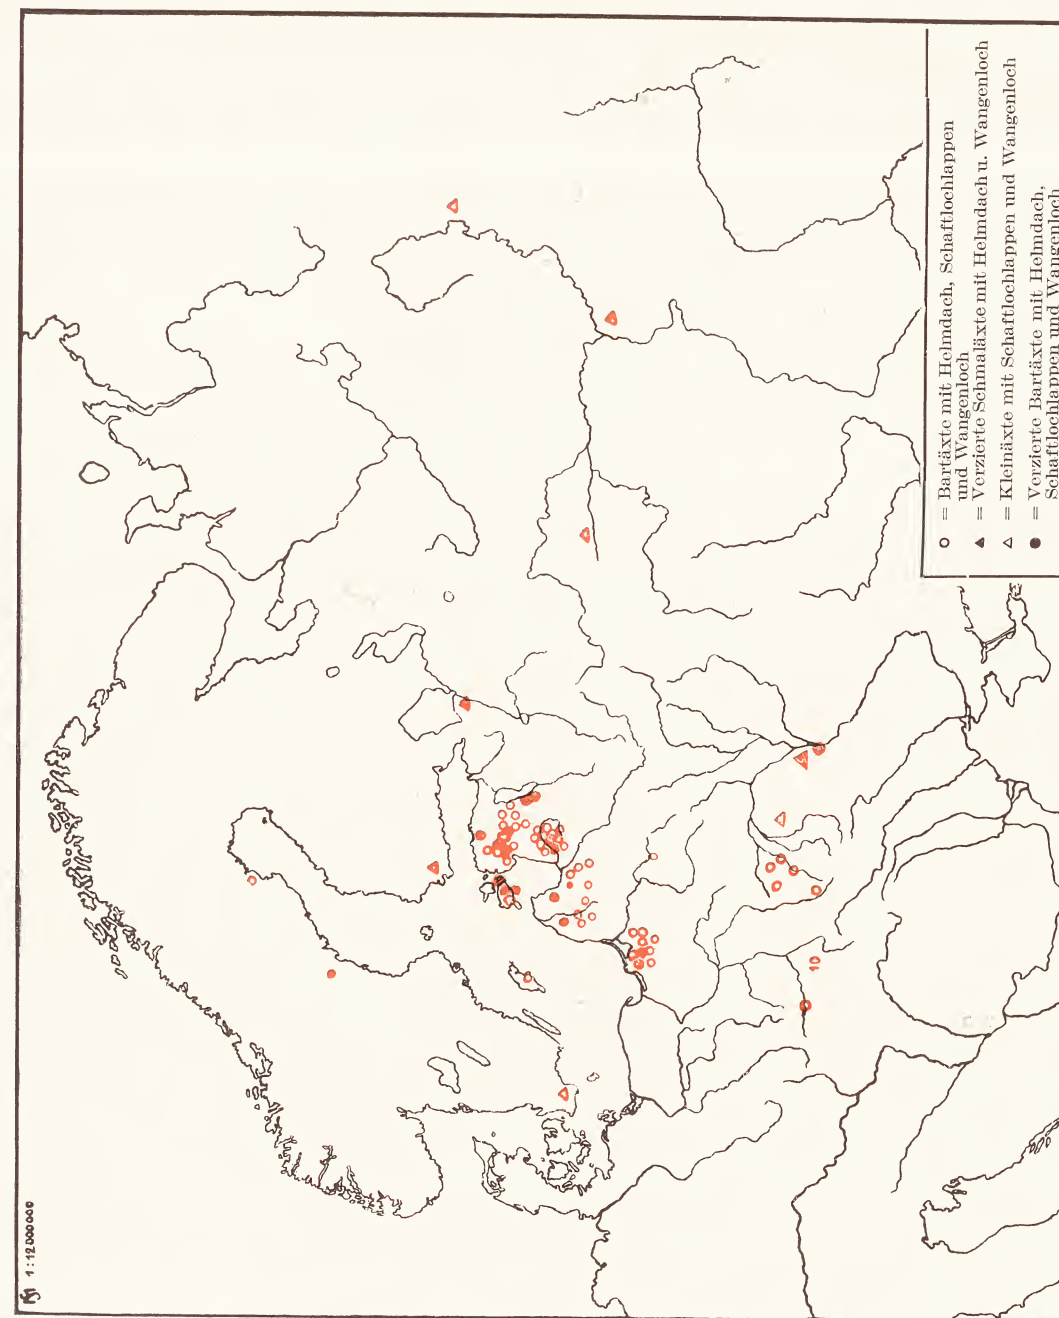 1:12000000
○ = Bartäxte mit Helmdach, Schaftlochlappen
und Wangenloch
▲ = Verzierte Schmaläxte mit Helmdach u. Wangenloch
△ = Kleinäxte mit Schaftlochlappen und Wangenloch
● = Verzierte Bartäxte mit Helmdach,
Schaftlochlappen und Wangenloch
10